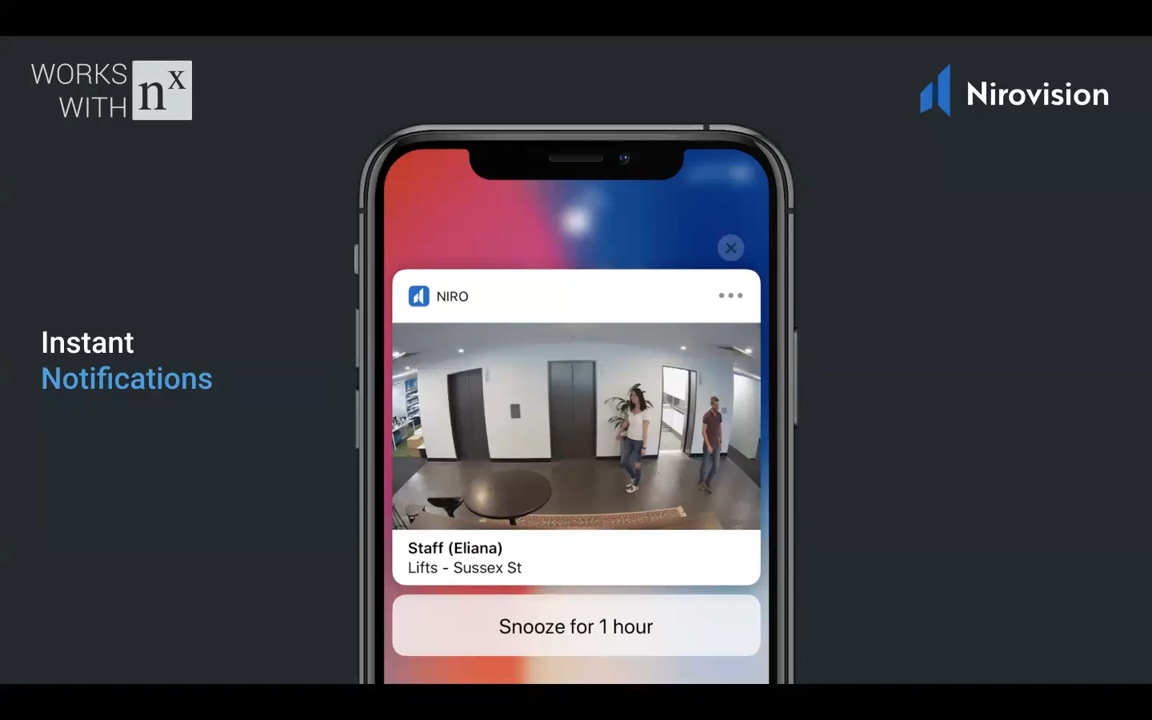 WORKS
WITH nx
Nirovision
Instant
Notifications
NIRO
Staff (Eliana)
Lifts - Sussex St
Snooze for 1 hour